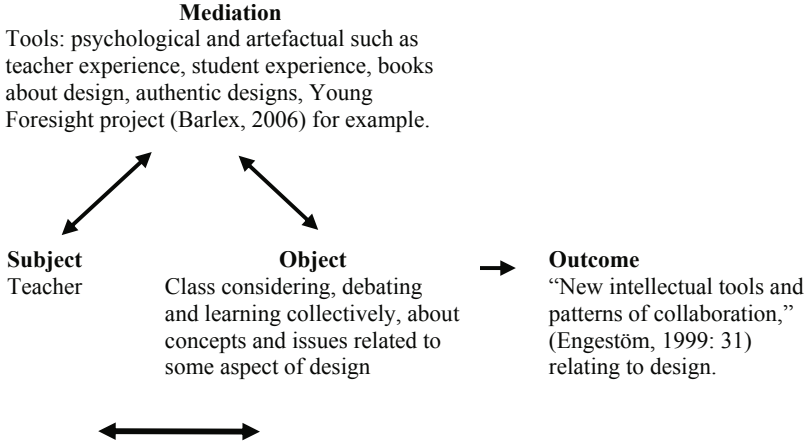 Mediation
Tools: psychological and artefactual such as
teacher experience, student experience, books
about design, authentic designs, Young
Foresight project (Barlex, 2006) for example.
Subject
Teacher
Object
Class considering, debating
and learning collectively, about
concepts and issues related to
some aspect of design
Outcome
“New intellectual tools and
patterns of collaboration,”
(Engestöm, 1999: 31)
relating to design.